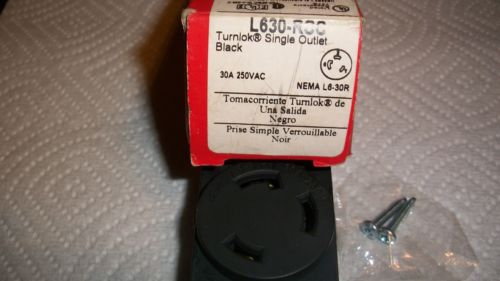 L630-RCC
Turnlok® Single Outlet
Black
30A 250VAC
NEMA L6-30R
Tomacorriente Turnlok® de
Una Salida
Negro
Prise Simple Verrouillable
Noir